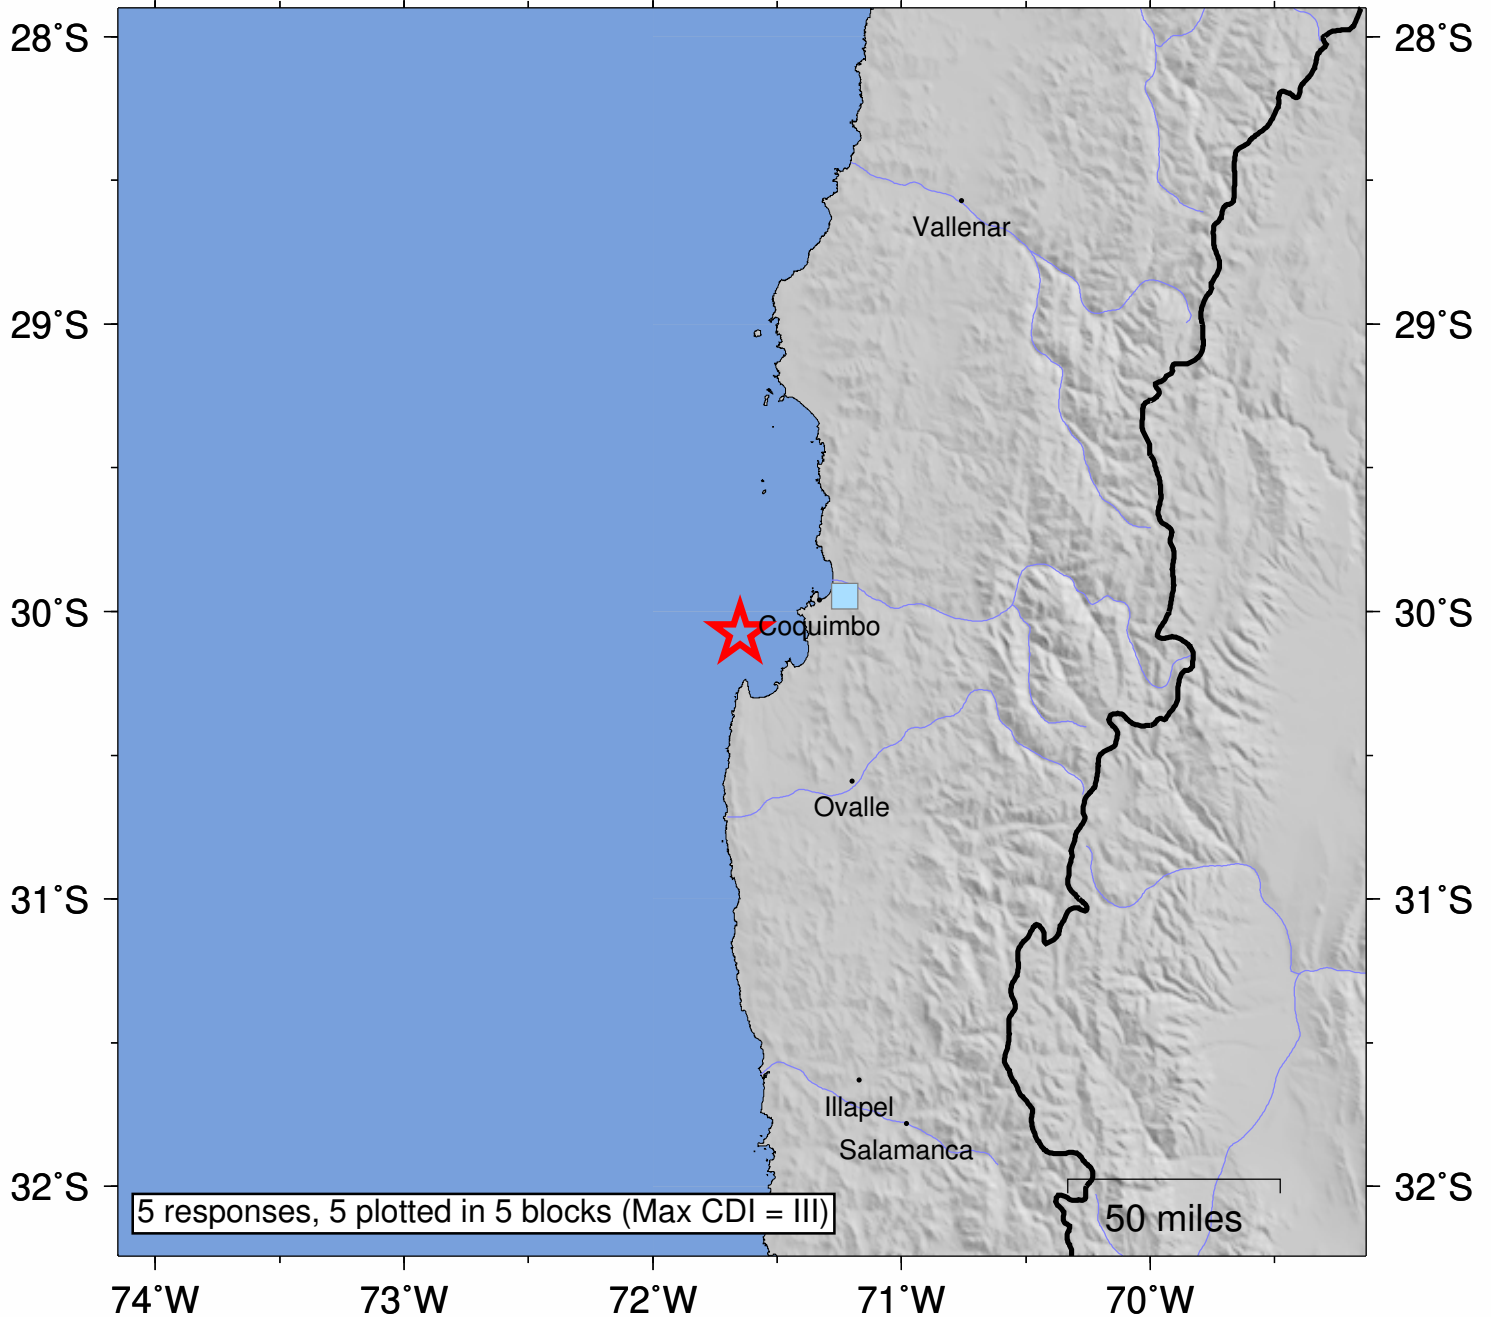 28°S 28°S
Vallenar
29°S 29°S
30°S 30°S
Coquimbo
Ovalle
31°S 31°S
Illapel
Salamanca
32°S 32°S
5 responses, 5 plotted in 5 blocks (Max CDI = III)
50 miles
74°W 73°W 72°W 71°W 70°W